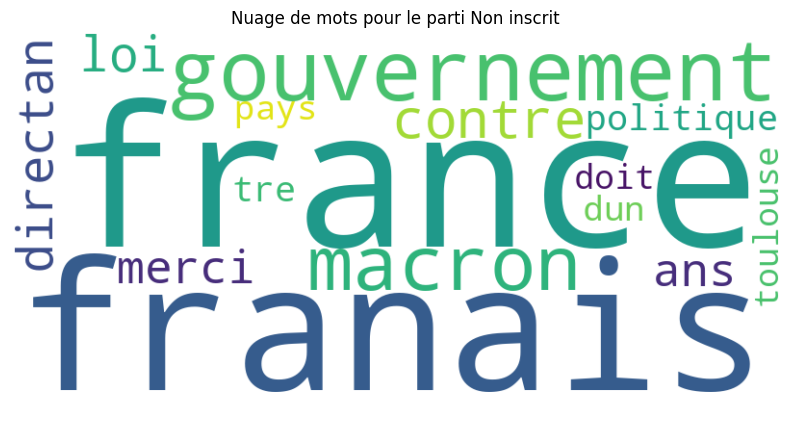 Nuage de mots pour le parti Non inscrit
loi
gouvernement
directan
pays
contre
politique
france
tre
doit
dun
toulouse
merci
macron
ans
franais